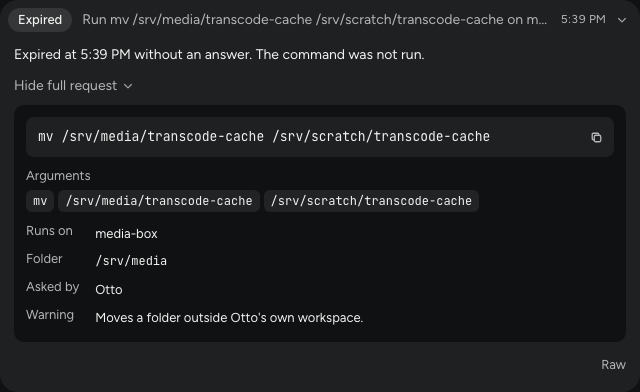 Expired Run mv /srv/media/transcode-cache /srv/scratch/transcode-cache on m... 5:39 PM
Expired at 5:39 PM without an answer. The command was not run.
Hide full request
mv /srv/media/transcode-cache /srv/scratch/transcode-cache
Arguments
mv /srv/media/transcode-cache /srv/scratch/transcode-cache
Runs on media-box
Folder /srv/media
Asked by Otto
Warning Moves a folder outside Otto's own workspace.
Raw